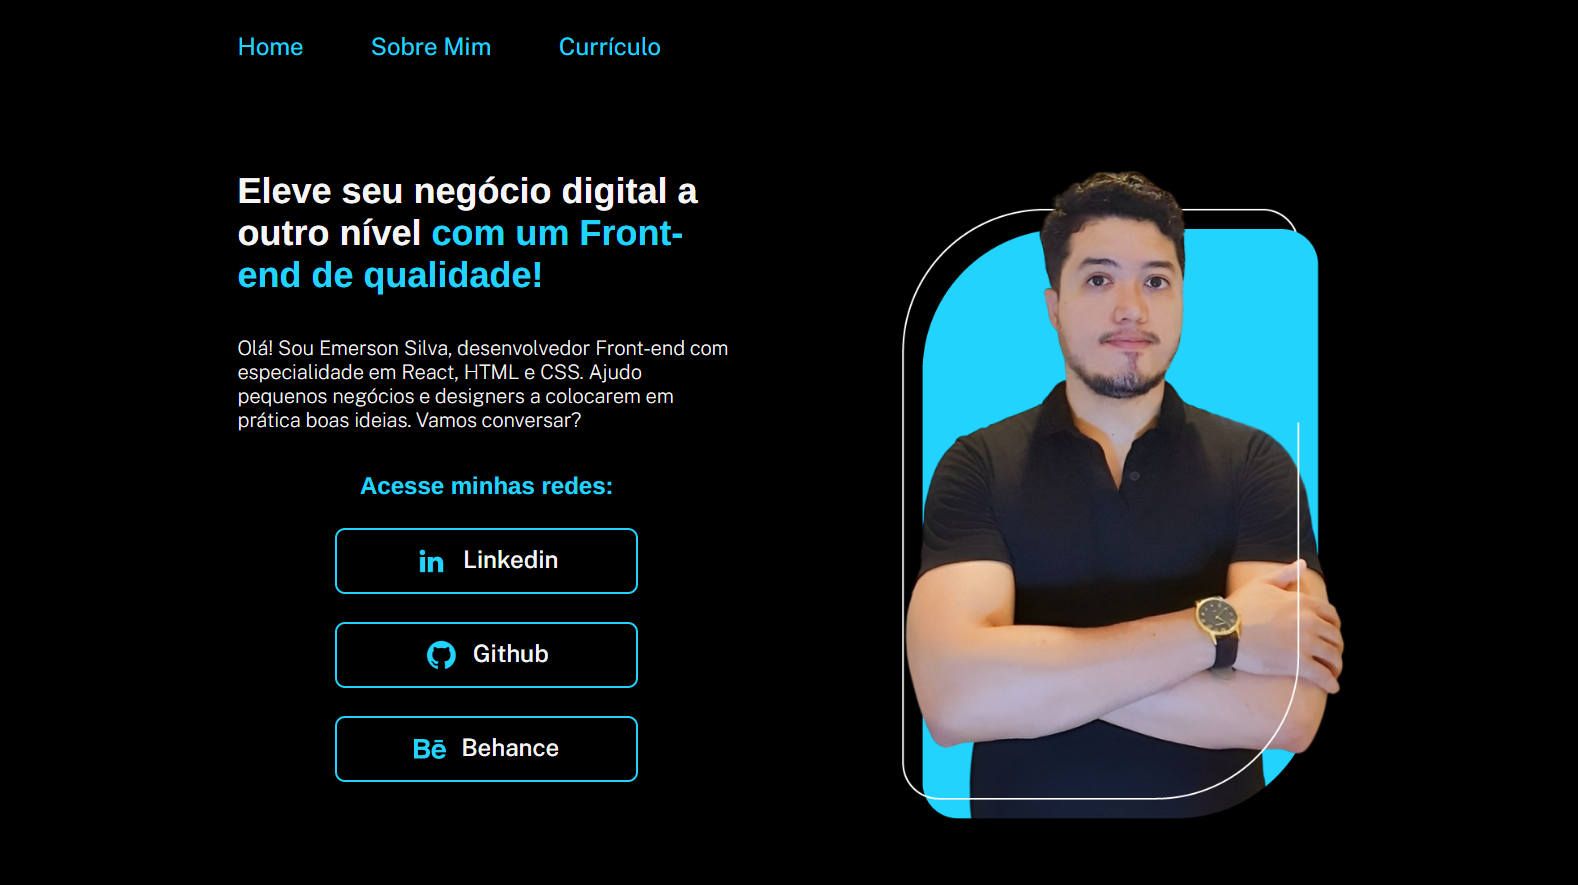 Home Sobre Mim Currículo
Eleve seu negócio digital a
outro nível com um Front-
end de qualidade!
Olá! Sou Emerson Silva, desenvolvedor Front-end com
especialidade em React, HTML e CSS. Ajudo
pequenos negócios e designers a colocarem em
prática boas ideias. Vamos conversar?
Acesse minhas redes:
in Linkedin
Github
Bē Behance